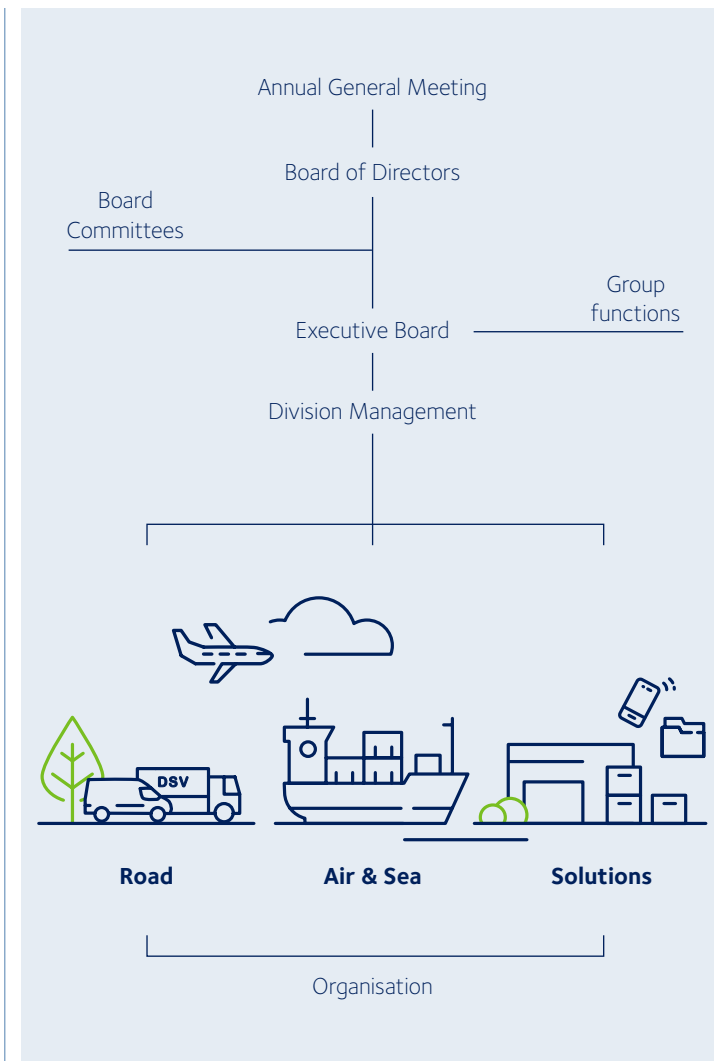 Annual General Meeting
Board of Directors
Board
Committees
Group
functions
Executive Board
Division Management
DSV
Road
Air & Sea
Solutions
Organisation